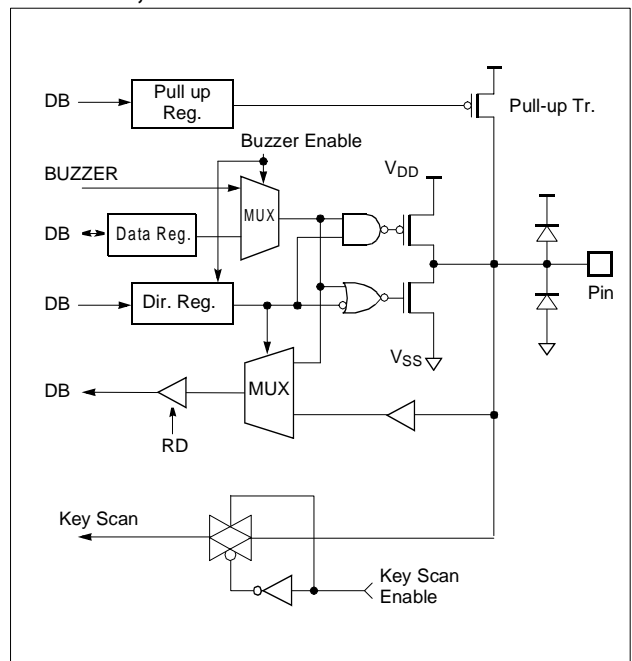 DB
Pull up
Reg.
Pull-up Tr.
Buzzer Enable
BUZZER
MUX
VDD
DB
Data Reg.
DB
Dir. Reg.
Pin
VSS
DB
MUX
RD
Key Scan
Key Scan
Enable